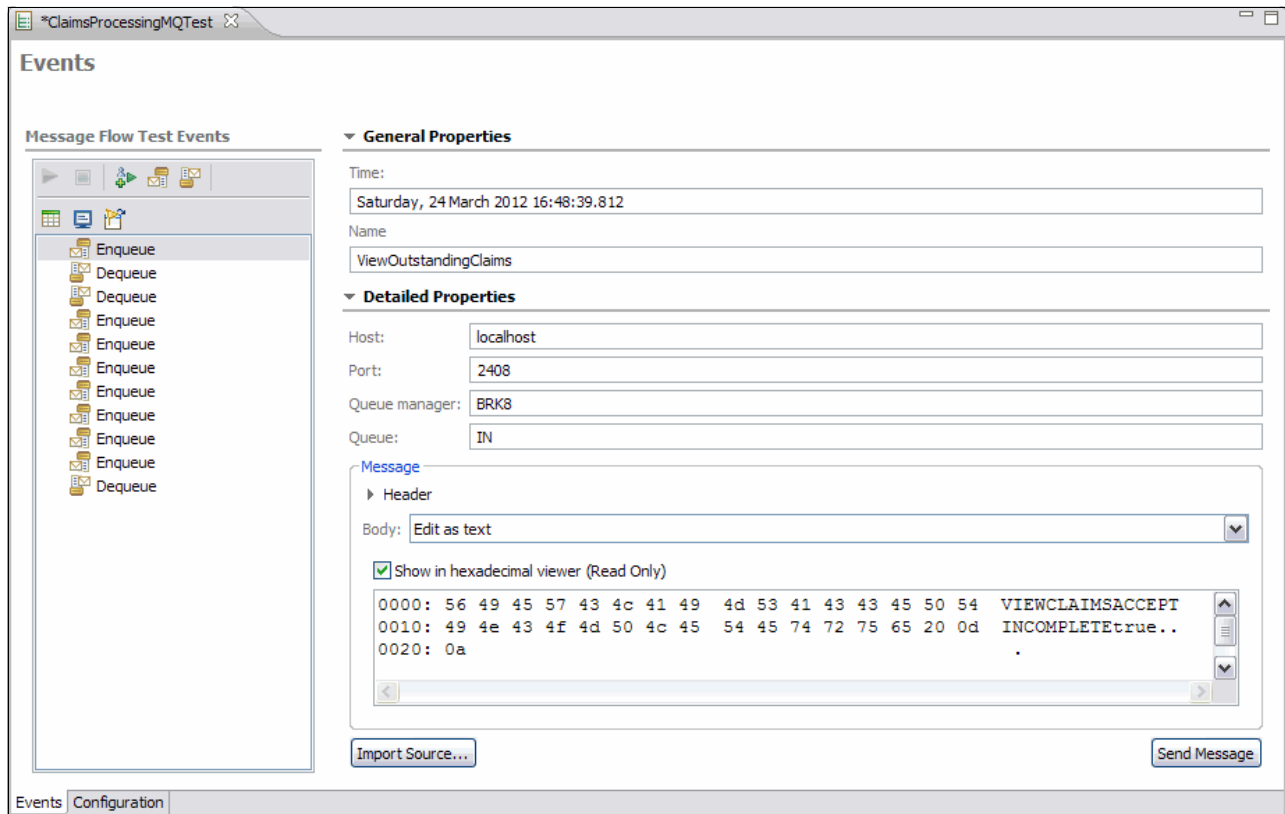 *ClaimsProcessingMQTest
Events
Message Flow Test Events
Enqueue
Dequeue
Dequeue
Enqueue
Enqueue
Enqueue
Enqueue
Enqueue
Enqueue
Enqueue
Dequeue
General Properties
Time:
Saturday, 24 March 2012 16:48:39.812
Name
ViewOutstandingClaims
Detailed Properties
Host: localhost
Port: 2408
Queue manager: BRK8
Queue: IN
Message
Header
Body: Edit as text
Show in hexadecimal viewer (Read Only)
0000: 56 49 45 57 43 4c 41 49 4d 53 41 43 43 45 50 54 VIEWCLAIMSACCEPT
0010: 49 4e 43 4f 4d 50 4c 45 54 45 74 72 75 65 20 0d INCOMPLETEtrue..
0020: 0a .
Import Source... Send Message
Events Configuration